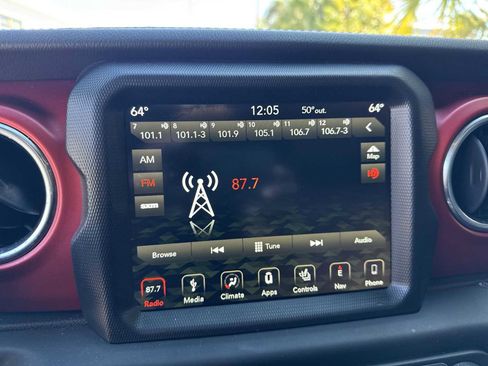 64° 12:05 50°out. 64°
7 8 9 10 11 12
101.1 101.1-3 101.9 105.1 106.7 106.7-3
AM
Map
FM
87.7
sxm
Browse Tune Audio
87.7 E
Radio Media Climate Apps Controls Nav Phone